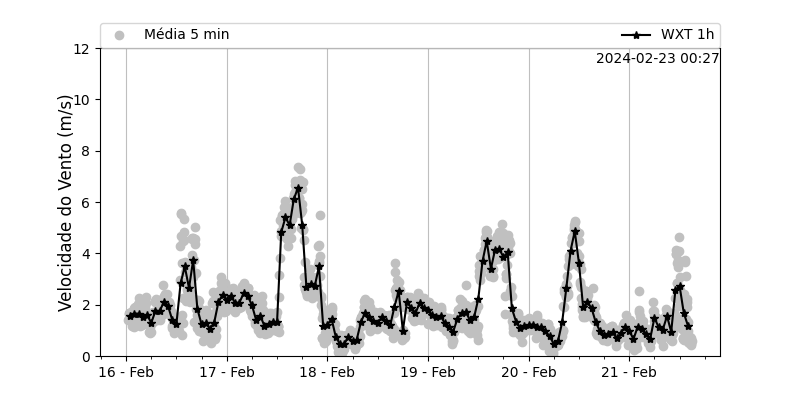 Média 5 min
WXT 1h
2024-02-23 00:27
Velocidade do Vento (m/s)
12
10
8
6
4
2
0
16 - Feb
17 - Feb
18 - Feb
19 - Feb
20 - Feb
21 - Feb